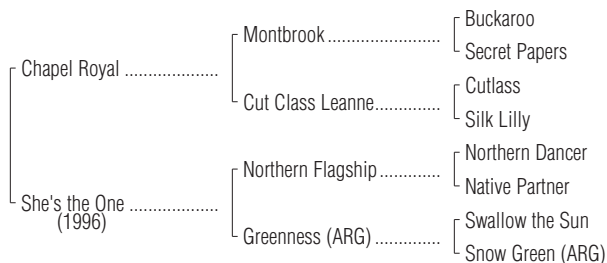 Buckaroo
Montbrook ........................
Secret Papers
Chapel Royal ....................
Cutlass
Cut Class Leanne..............
Silk Lilly
Northern Dancer
Northern Flagship.............
Native Partner
She's the One ...................
(1996)
Swallow the Sun
Greenness (ARG) ..............
Snow Green (ARG)